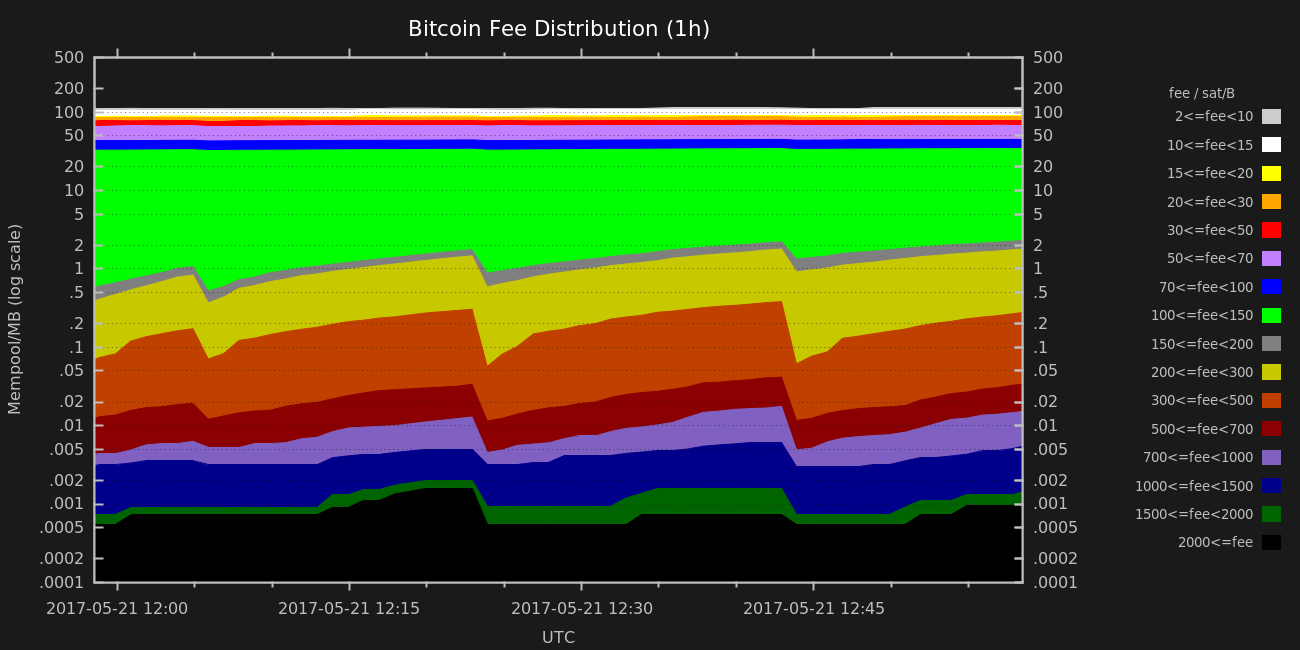 Bitcoin Fee Distribution (1h)
Mempool/MB (log scale)
500
200
100
50
20
10
5
2
1
.5
.2
.1
.05
.02
.01
.005
.002
.001
.0005
.0002
.0001
500
200
100
50
20
10
5
2
1
.5
.2
.1
.05
.02
.01
.005
.002
.001
.0005
.0002
.0001
2017-05-21 12:00 2017-05-21 12:15 2017-05-21 12:30 2017-05-21 12:45
UTC
fee / sat/B
2<=fee<10
10<=fee<15
15<=fee<20
20<=fee<30
30<=fee<50
50<=fee<70
70<=fee<100
100<=fee<150
150<=fee<200
200<=fee<300
300<=fee<500
500<=fee<700
700<=fee<1000
1000<=fee<1500
1500<=fee<2000
2000<=fee